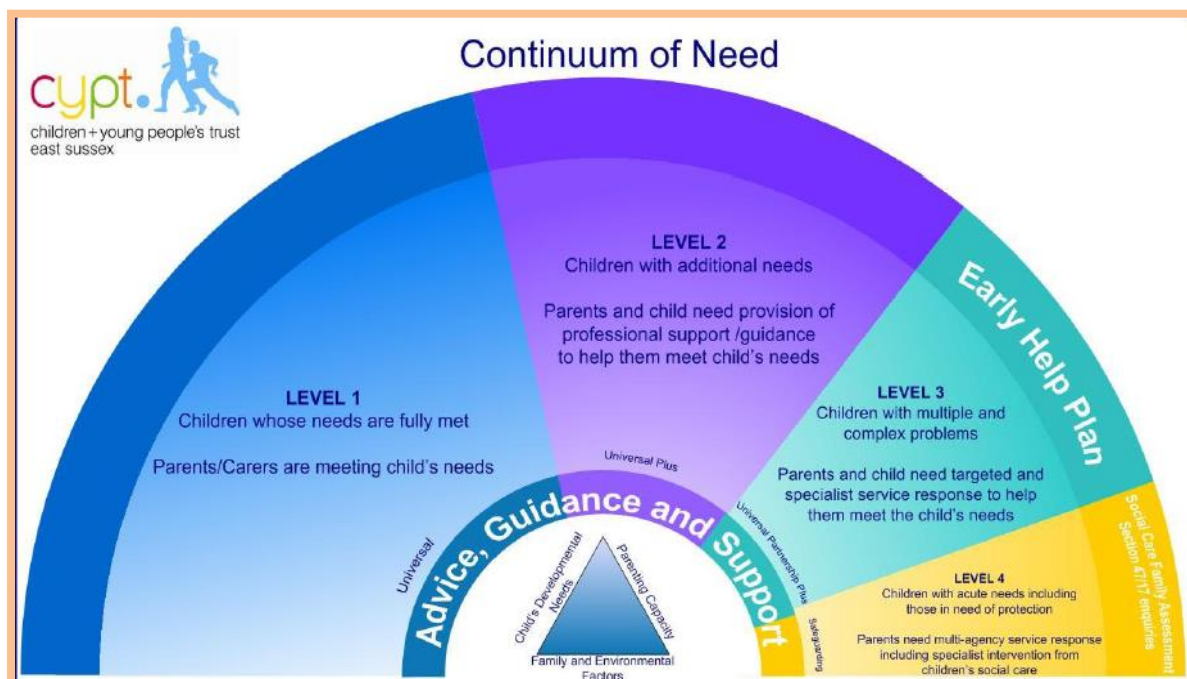 cypt.
children+young people's trust
east sussex
Continuum of Need
LEVEL 1
Children whose needs are fully met
Parents/Carers are meeting child's needs
LEVEL 2
Children with additional needs
Parents and child need provision of
professional support /guidance
to help them meet child's needs
LEVEL 3
Children with multiple and
complex problems
Parents and child need targeted and
specialist service response to help
them meet the child's needs
LEVEL 4
Children with acute needs including
those in need of protection
Parents need multi-agency service response
including specialist intervention from
children's social care
Early Help Plan
Social Care Family Assessment
Section 47/17 enquiries
Universal
Universal Plus
Universal Partnership Plus
Safeguarding
Advice, Guidance and Support
Child's Developmental
Needs
Parenting Capacity
Family and Environmental
Factors